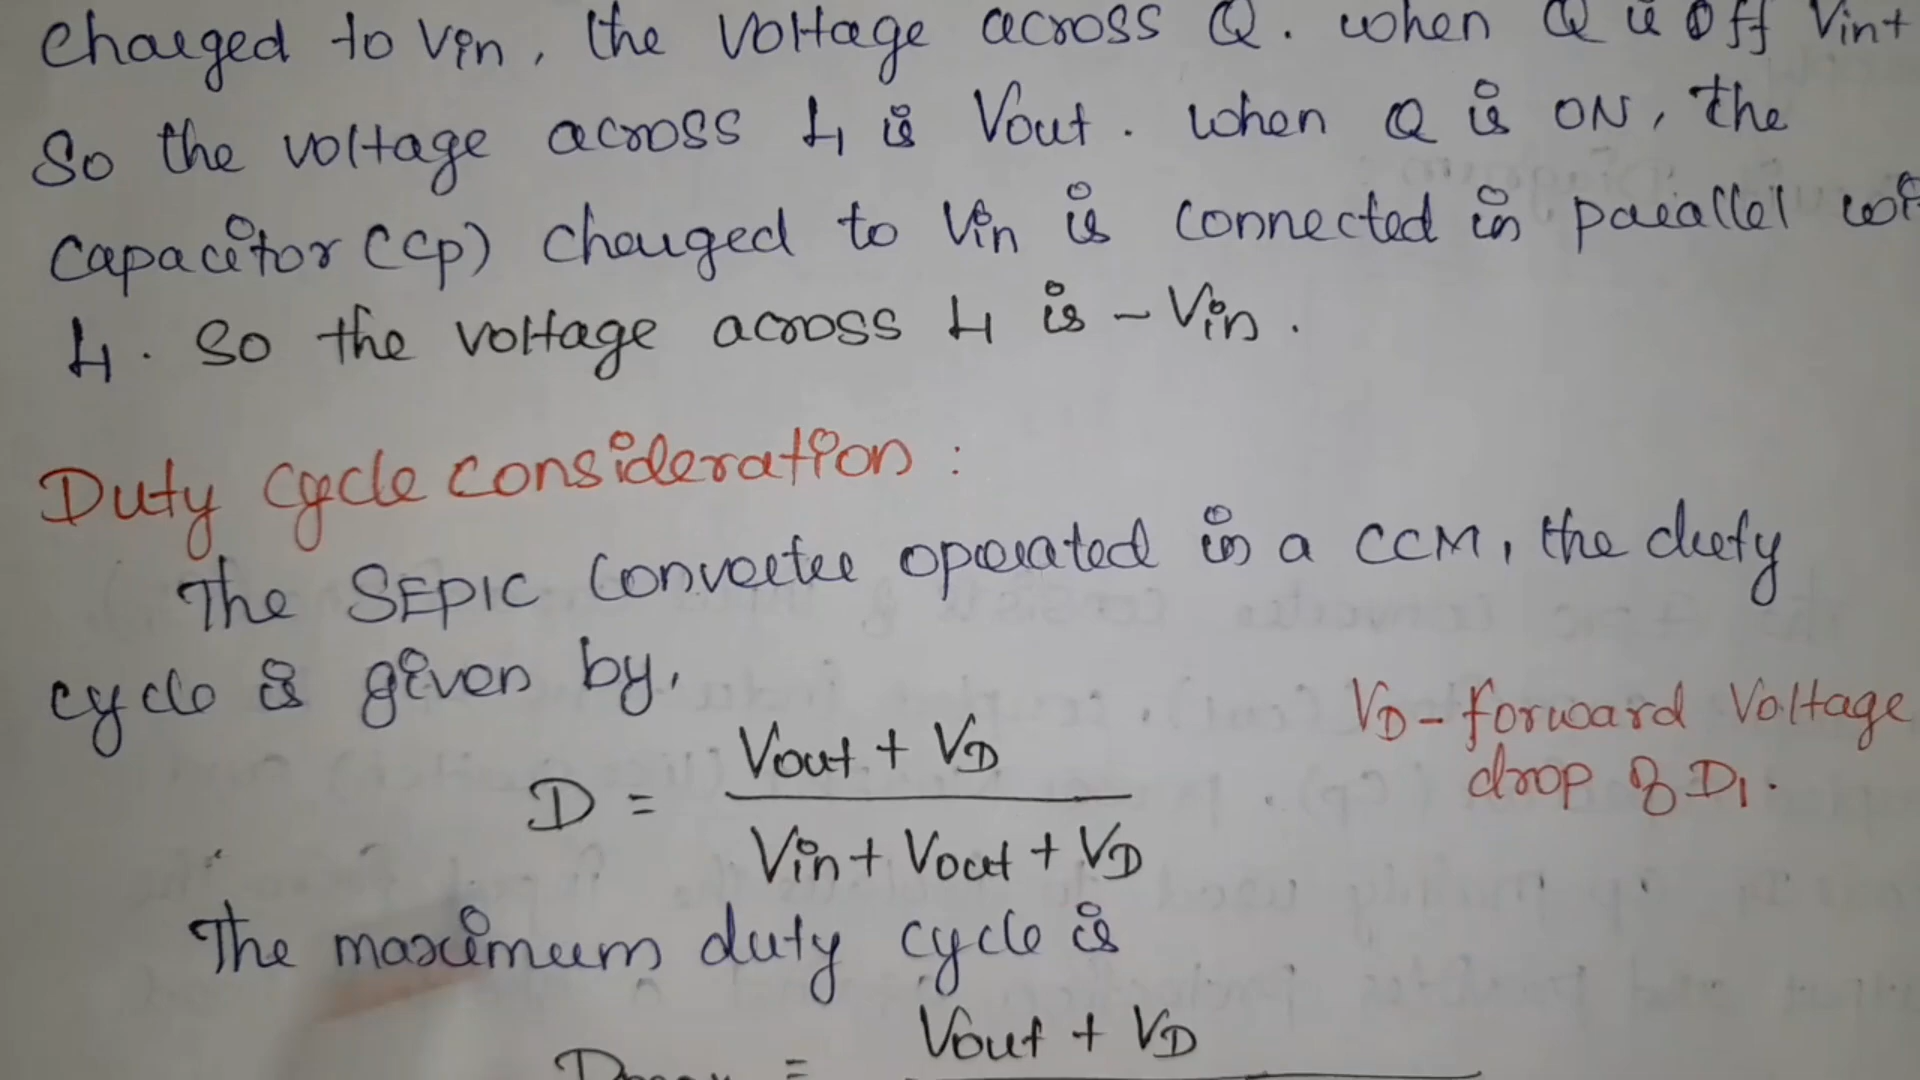 charged to Vin, the voltage across Q. when Q is off Vin+
So the voltage across L1 is Vout. when Q is ON, the
capacitor (Cp) charged to Vin is connected in parallel
L1. So the voltage across L1 is - Vin.
Duty cycle consideration :
The SEPIC converter operated in a CCM, the duty
cycle is given by,
VD - forward voltage
drop of D1.
D = Vout + VD
Vin + Vout + VD
The maximum duty cycle is
Vout + VD
=